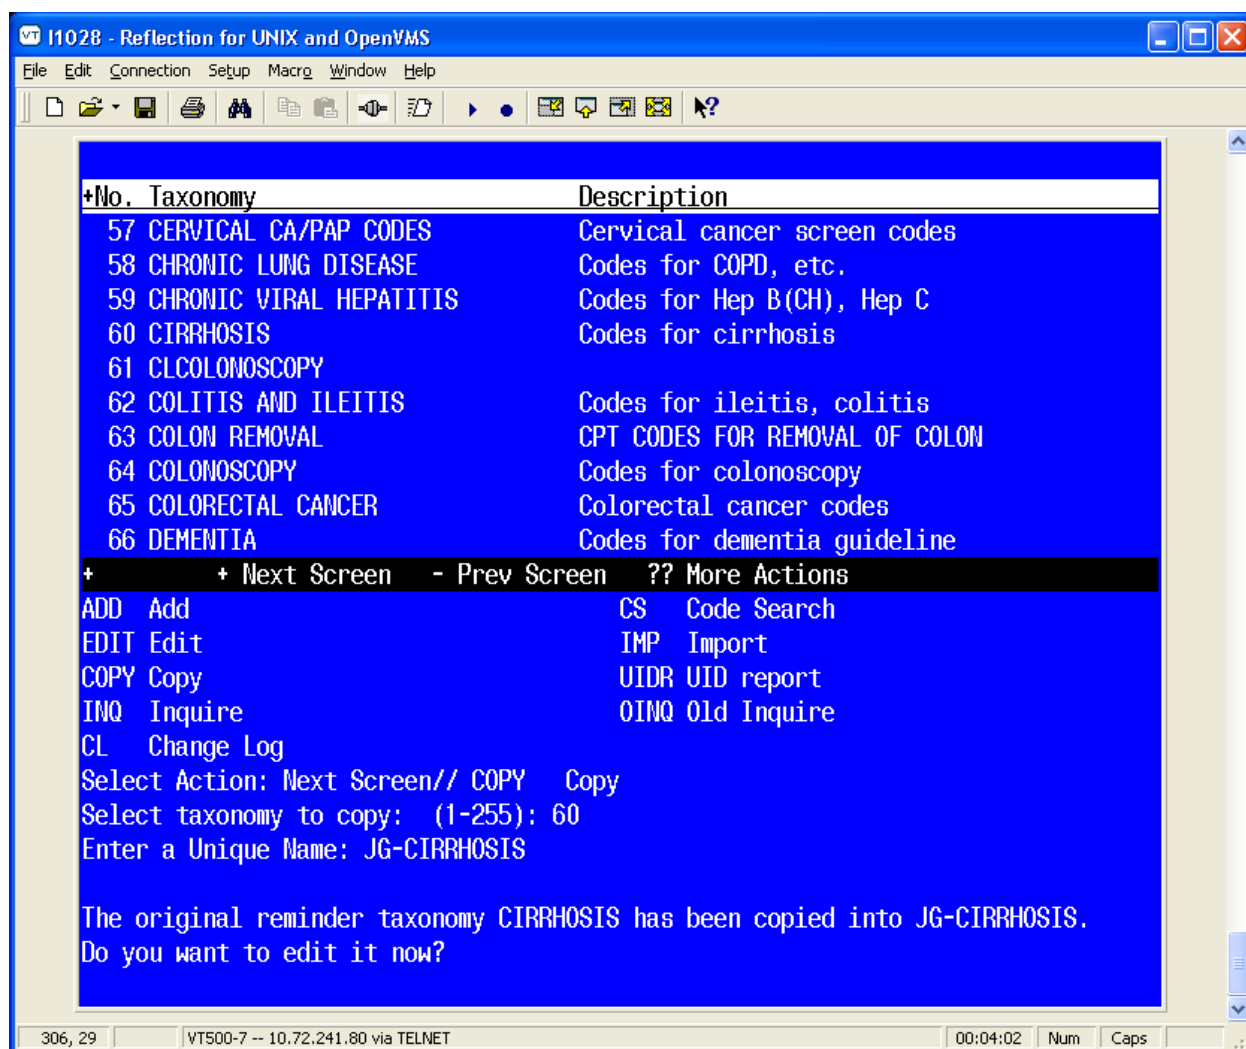 VT I1028 - Reflection for UNIX and OpenVMS
File Edit Connection Setup Macro Window Help
+No. Taxonomy Description
57 CERVICAL CA/PAP CODES Cervical cancer screen codes
58 CHRONIC LUNG DISEASE Codes for COPD, etc.
59 CHRONIC VIRAL HEPATITIS Codes for Hep B(CH), Hep C
60 CIRRHOSIS Codes for cirrhosis
61 CLCOLONOSCOPY
62 COLITIS AND ILEITIS Codes for ileitis, colitis
63 COLON REMOVAL CPT CODES FOR REMOVAL OF COLON
64 COLONOSCOPY Codes for colonoscopy
65 COLORECTAL CANCER Colorectal cancer codes
66 DEMENTIA Codes for dementia guideline
+ + Next Screen - Prev Screen ?? More Actions
ADD Add CS Code Search
EDIT Edit IMP Import
COPY Copy UIDR UID report
INQ Inquire OINQ Old Inquire
CL Change Log
Select Action: Next Screen// COPY Copy
Select taxonomy to copy: (1-255): 60
Enter a Unique Name: JG-CIRRHOSIS
The original reminder taxonomy CIRRHOSIS has been copied into JG-CIRRHOSIS.
Do you want to edit it now?
306, 29 VT500-7 -- 10.72.241.80 via TELNET 00:04:02 Num Caps